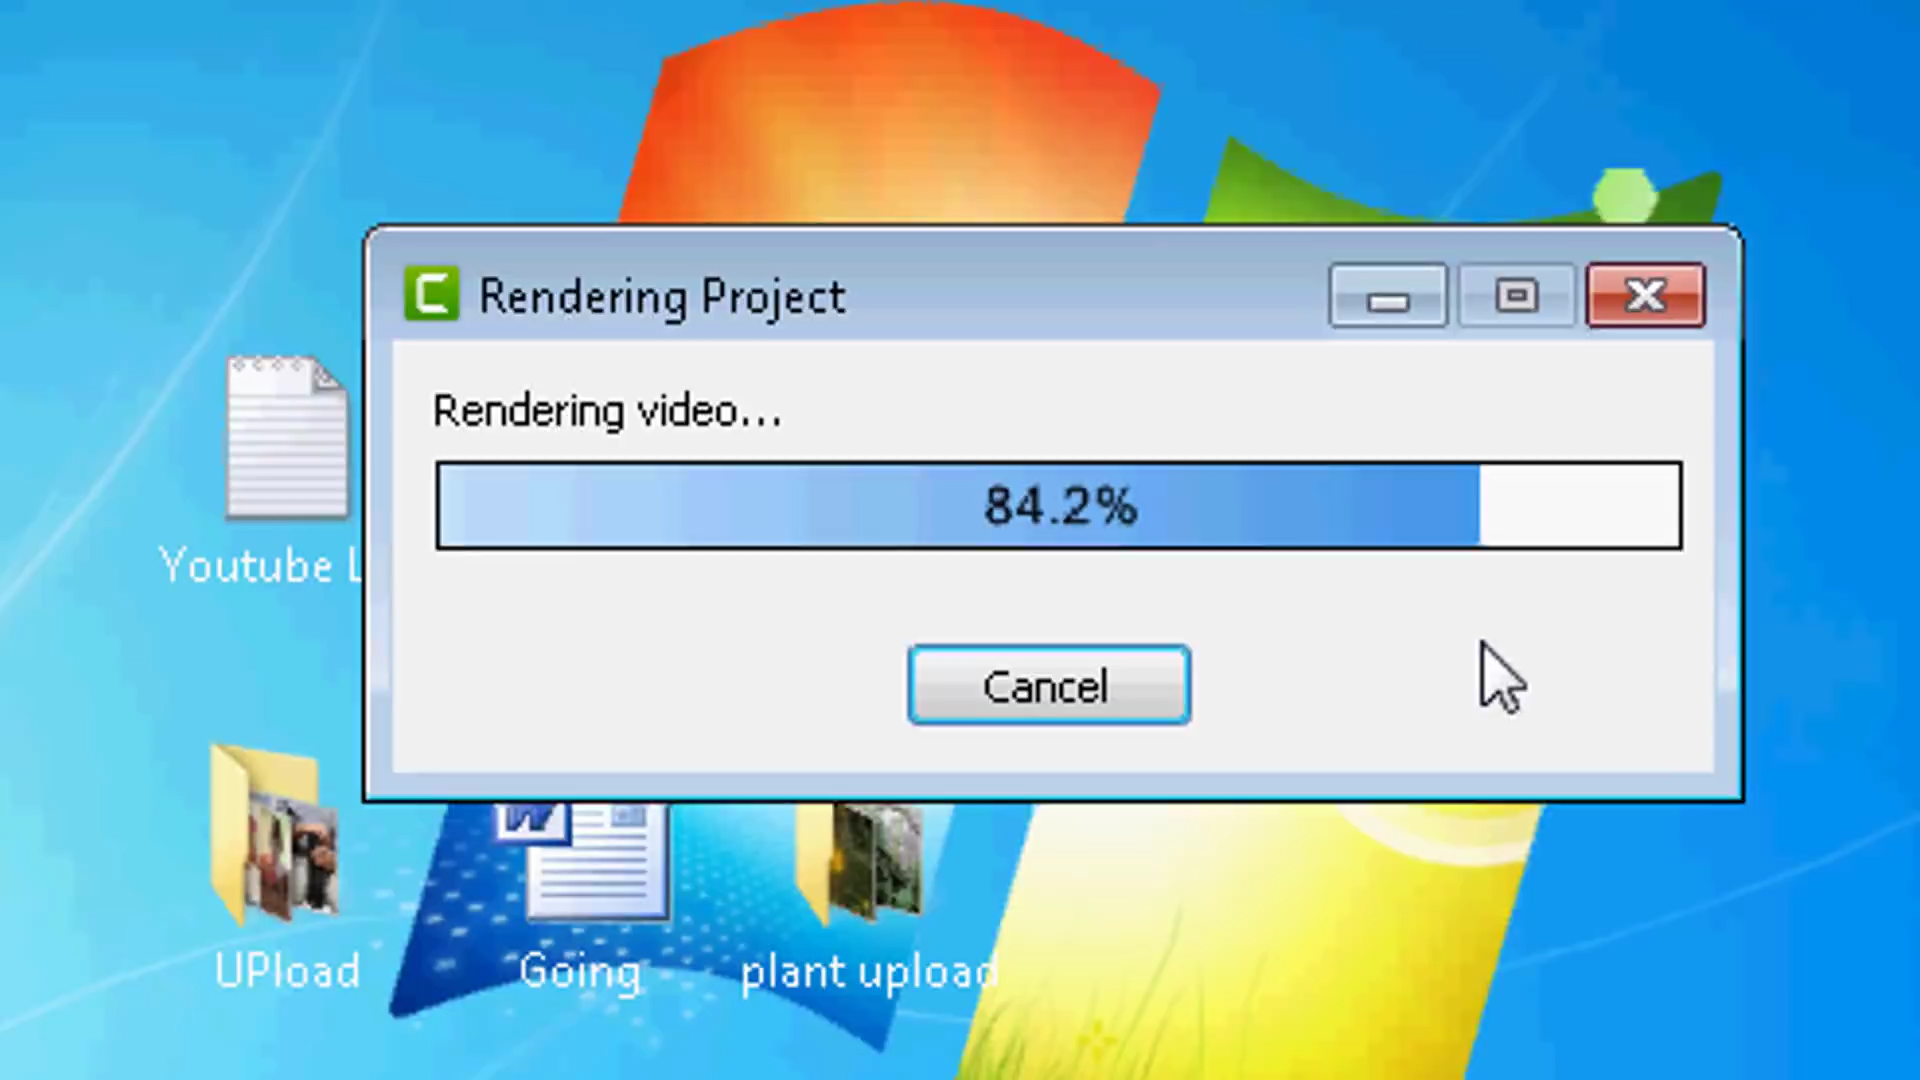 Rendering Project
Rendering video...
84.2%
Cancel
Youtube
UPload
Going
plant upload